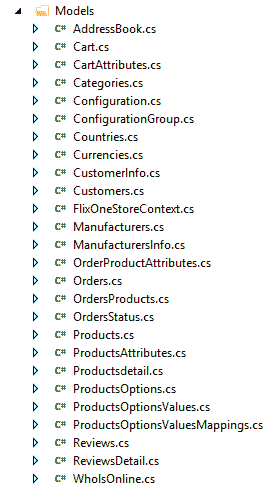 Models
C# AddressBook.cs
C# Cart.cs
C# CartAttributes.cs
C# Categories.cs
C# Configuration.cs
C# ConfigurationGroup.cs
C# Countries.cs
C# Currencies.cs
C# CustomerInfo.cs
C# Customers.cs
C# FlixOneStoreContext.cs
C# Manufacturers.cs
C# ManufacturersInfo.cs
C# OrderProductAttributes.cs
C# Orders.cs
C# OrdersProducts.cs
C# OrdersStatus.cs
C# Products.cs
C# ProductsAttributes.cs
C# Productsdetail.cs
C# ProductsOptions.cs
C# ProductsOptionsValues.cs
C# ProductsOptionsValuesMappings.cs
C# Reviews.cs
C# ReviewsDetail.cs
C# WhoIsOnline.cs